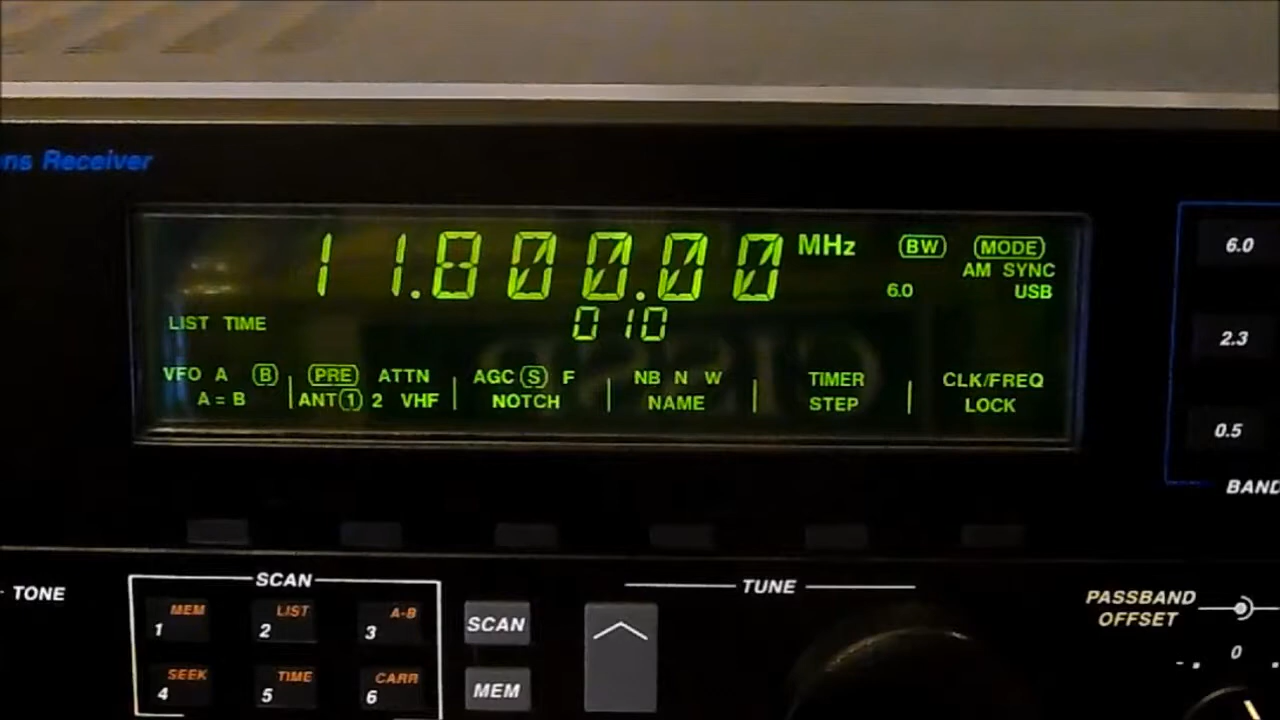 ns Receiver
11.800.00 MHz BW MODE
AM SYNC
6.0 USB
LIST TIME 010
VFO A B PRE ATTN AGC S F NB N W TIMER CLK/FREQ
A = B ANT 1 2 VHF NOTCH NAME STEP LOCK
6.0
2.3
0.5
BAND
TONE
SCAN
TUNE
MEM LIST A-B
1 2 3
SEEK TIME CARR
4 5 6
SCAN
MEM
PASSBAND
OFFSET
0